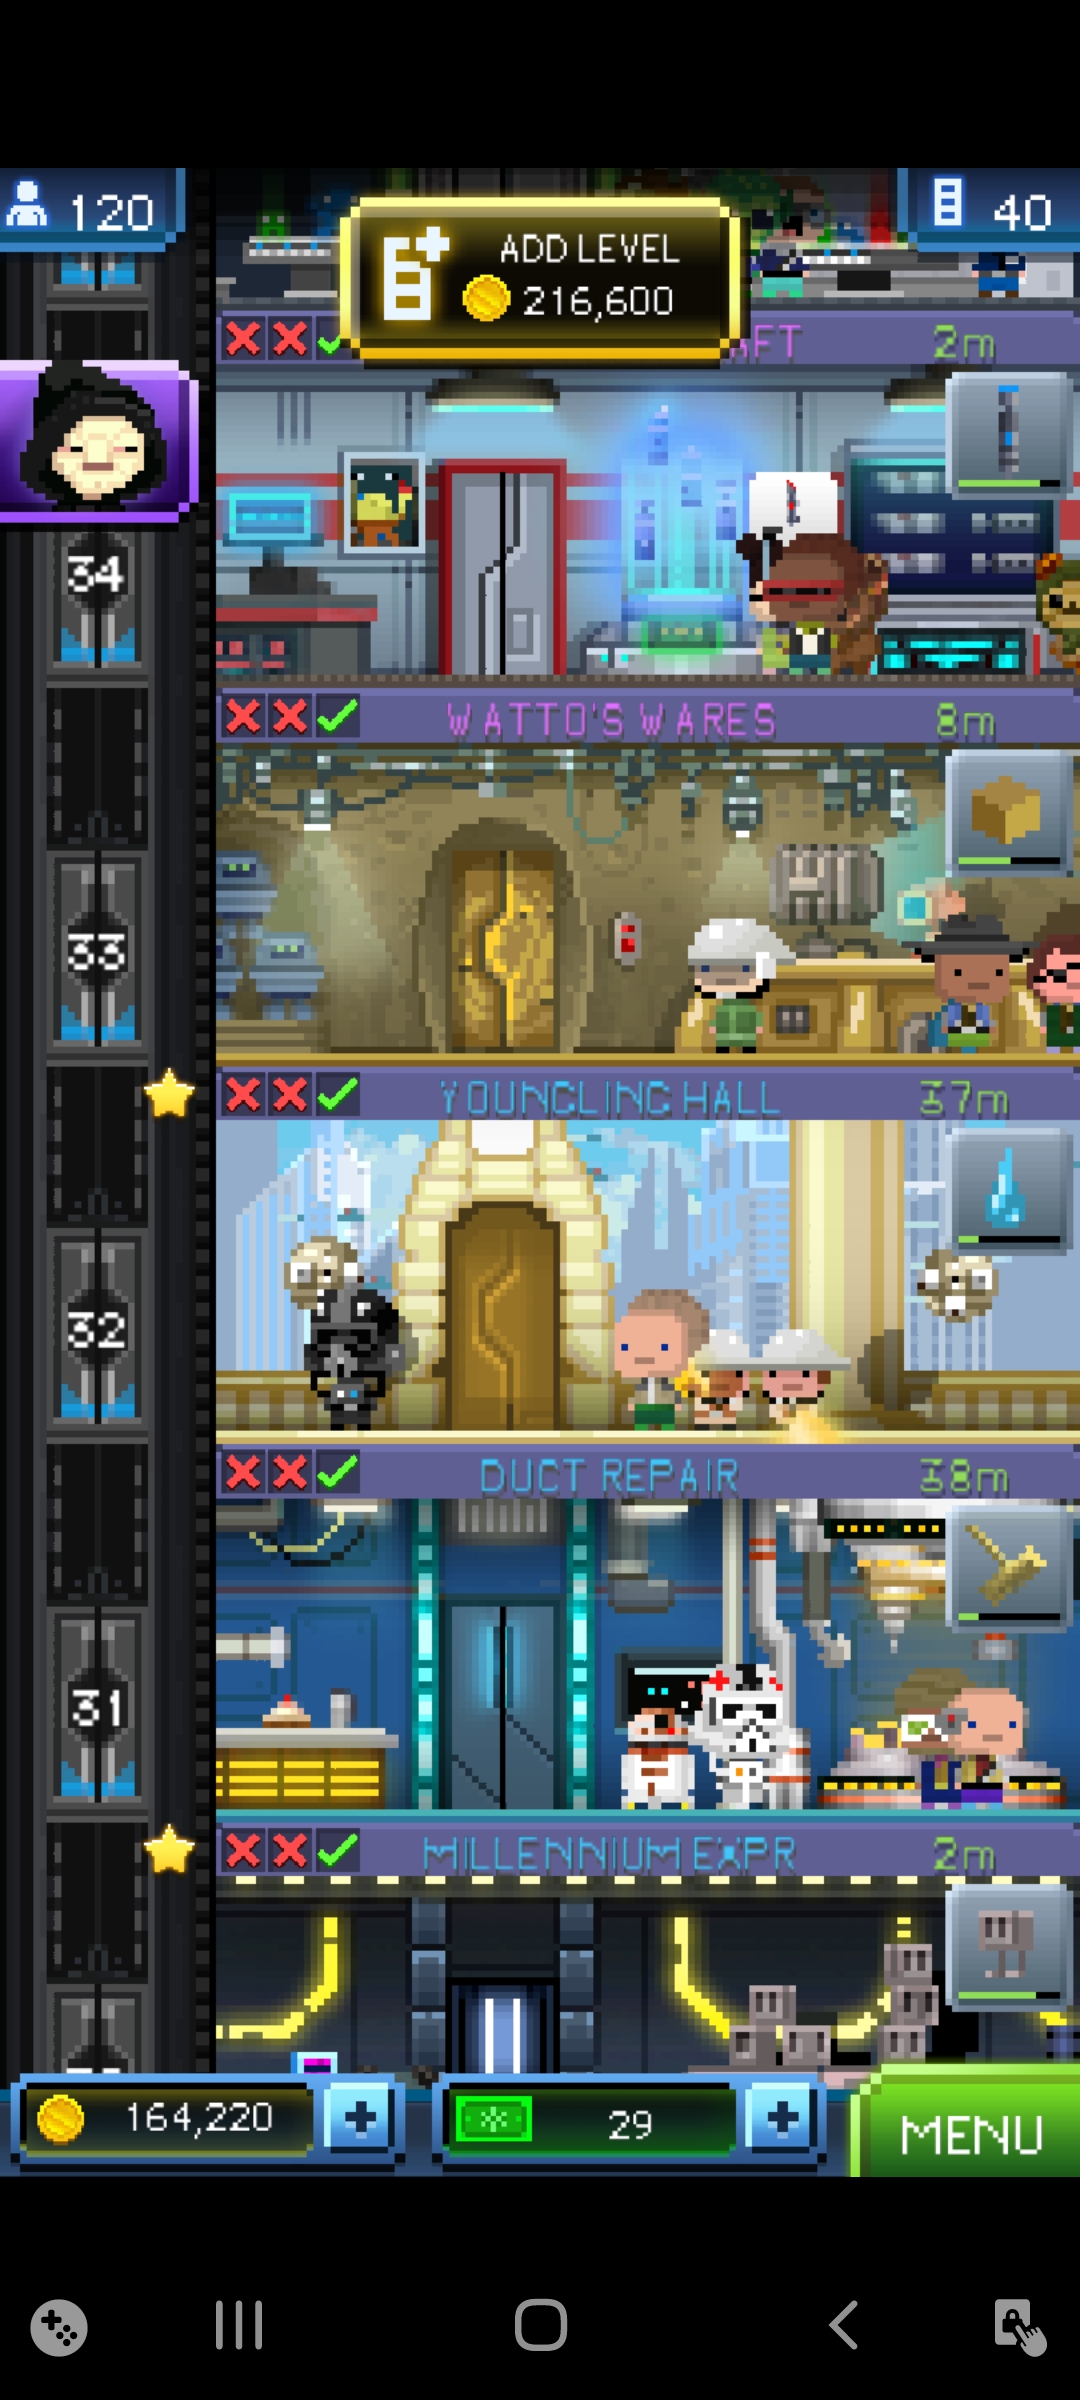 120
ADD LEVEL
216,600
40
2m
34
WATTO'S WARES
8m
33
YOUNGLING HALL
37m
32
DUCT REPAIR
38m
31
MILLENNIUM EXPR
2m
164,220
29
MENU